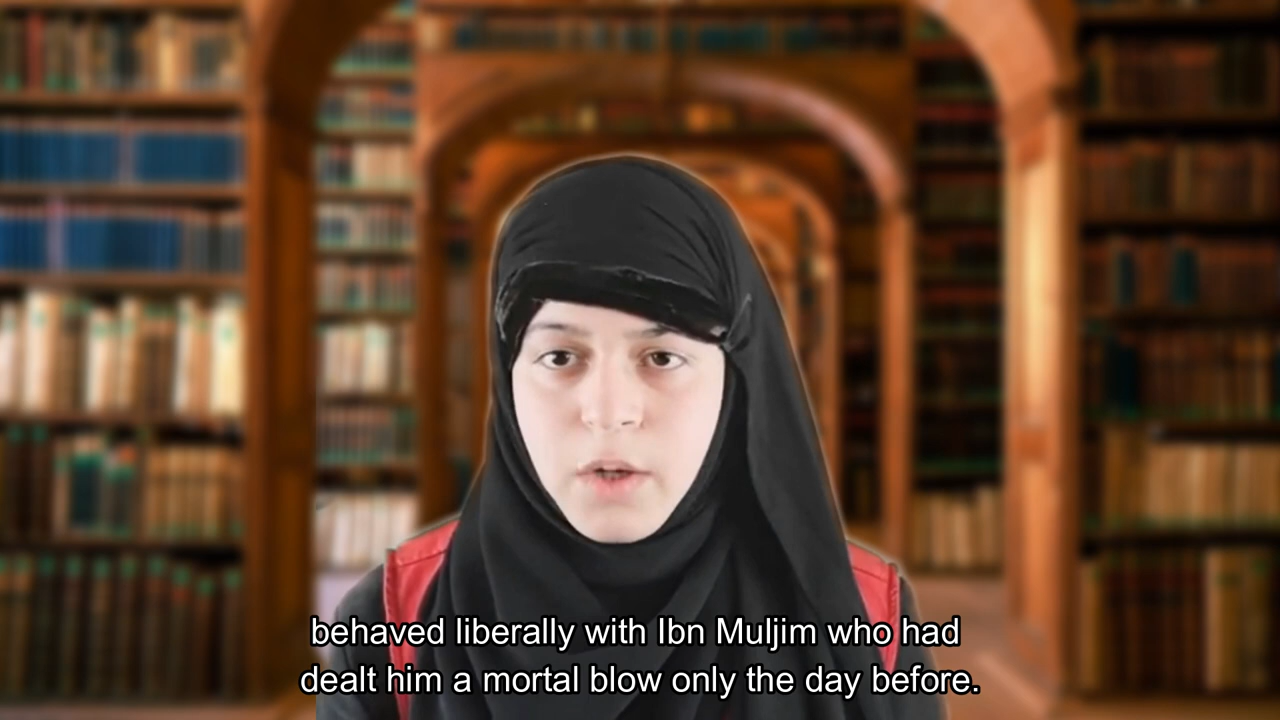 behaved liberally with Ibn Muljim who had
dealt him a mortal blow only the day before.